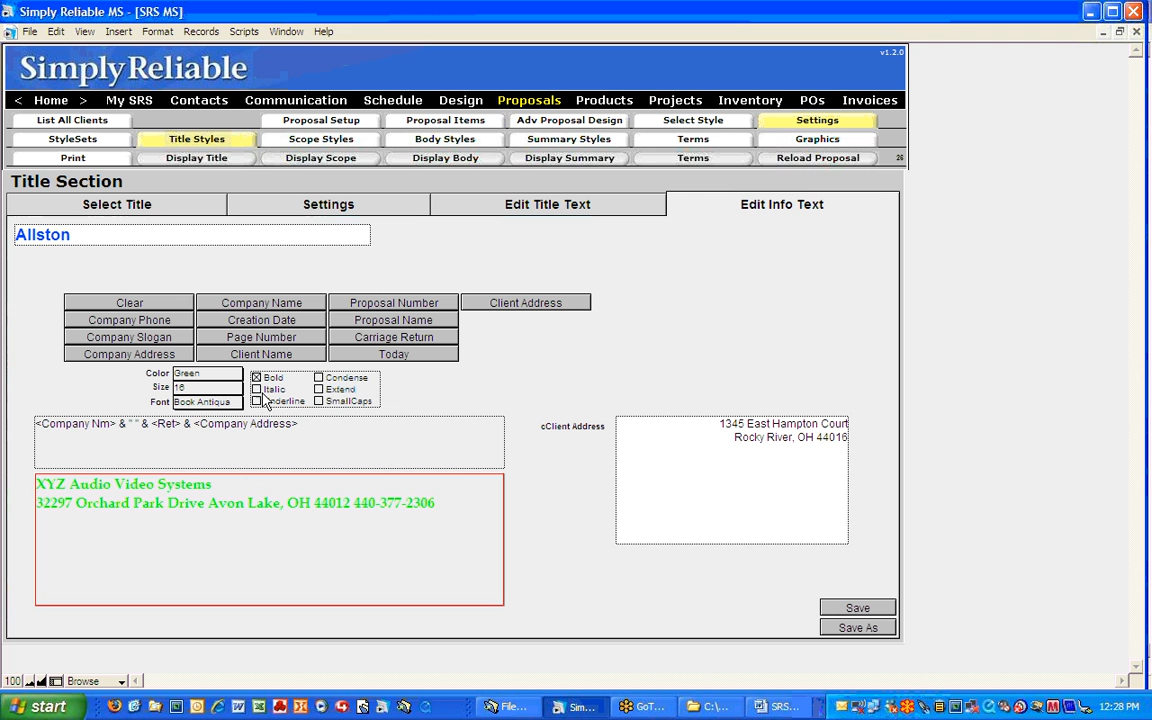 Simply Reliable MS - [SRS MS]
File Edit View Insert Format Records Scripts Window Help
SimplyReliable
v1.2.0
< Home > My SRS Contacts Communication Schedule Design Proposals Products Projects Inventory POs Invoices
List All Clients Proposal Setup Proposal Items Adv Proposal Design Select Style Settings
StyleSets Title Styles Scope Styles Body Styles Summary Styles Terms Graphics
Print Display Title Display Scope Display Body Display Summary Terms Reload Proposal 26
Title Section
Select Title Settings Edit Title Text Edit Info Text
Allston
Clear Company Name Proposal Number Client Address
Company Phone Creation Date Proposal Name
Company Slogan Page Number Carriage Return
Company Address Client Name Today
Color Green Bold Condense
Size 16 Italic Extend
Font Book Antiqua Underline SmallCaps
<Company Nm> & " " & <Ret> & <Company Address>
cClient Address
1345 East Hampton Court
Rocky River, OH 44016
XYZ Audio Video Systems
32297 Orchard Park Drive Avon Lake, OH 44012 440-377-2306
Save
Save As
100 Browse
start File... Sim... GoT... C:\... SRS... 12:28 PM